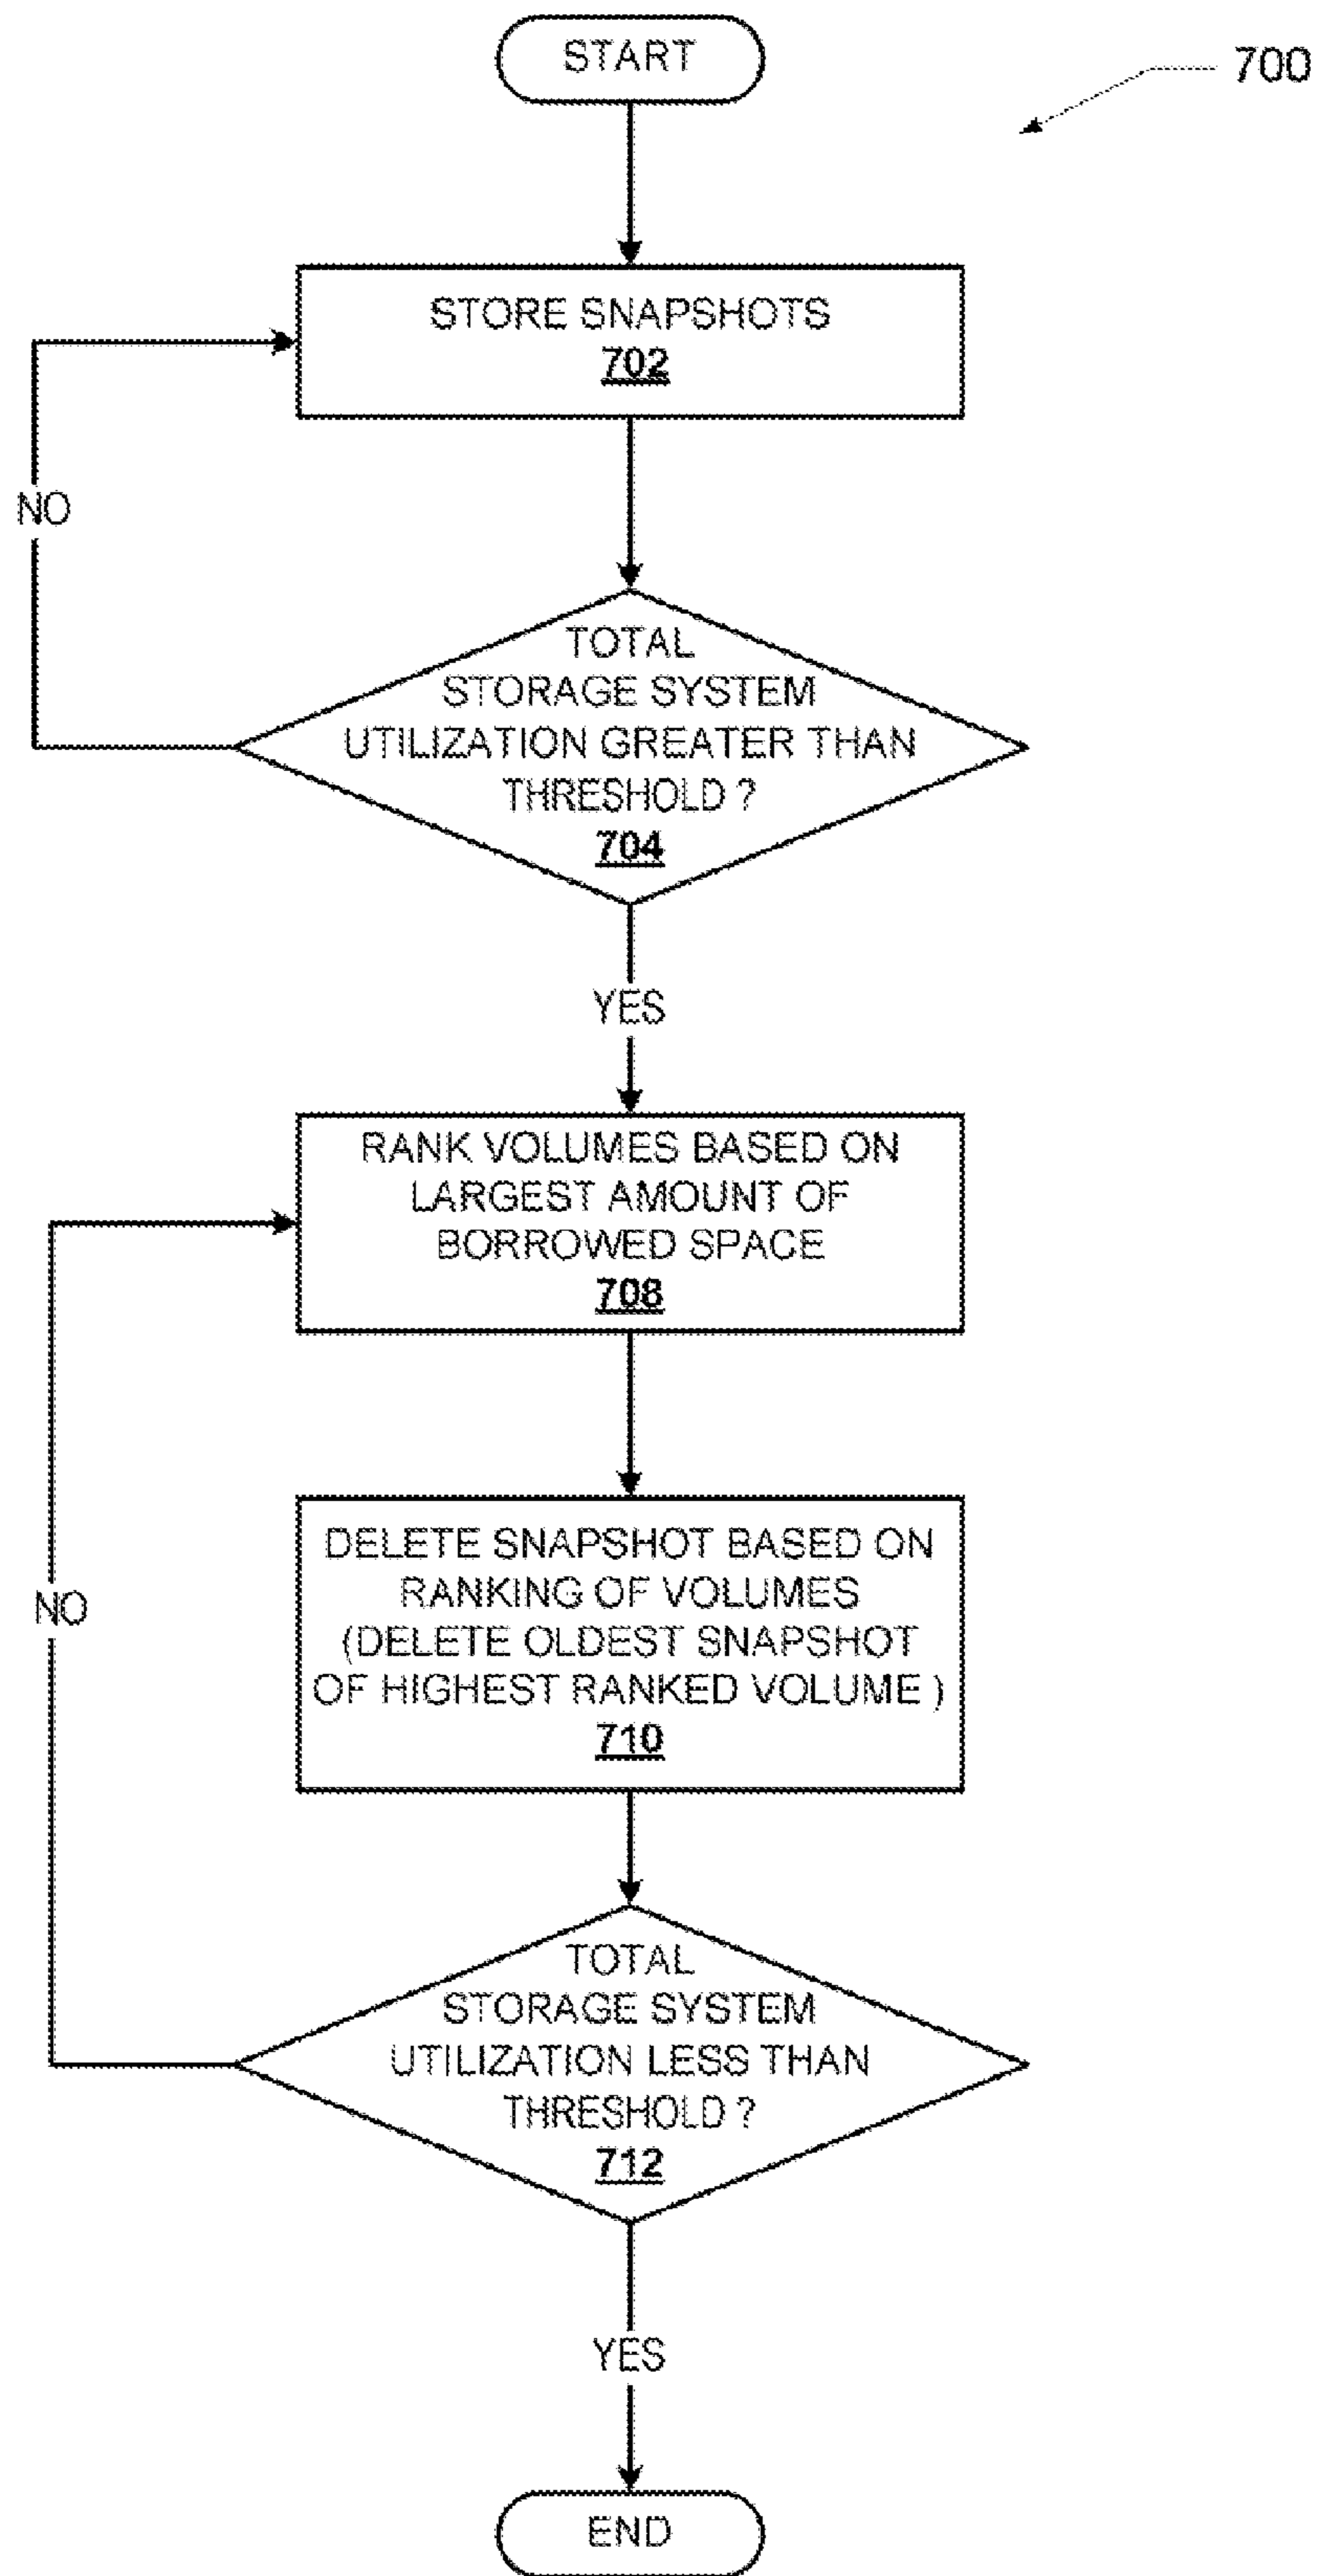 START
700
STORE SNAPSHOTS
702
NO
TOTAL
STORAGE SYSTEM
UTILIZATION GREATER THAN
THRESHOLD ?
704
YES
RANK VOLUMES BASED ON
LARGEST AMOUNT OF
BORROWED SPACE
708
DELETE SNAPSHOT BASED ON
RANKING OF VOLUMES
(DELETE OLDEST SNAPSHOT
OF HIGHEST RANKED VOLUME )
710
NO
TOTAL
STORAGE SYSTEM
UTILIZATION LESS THAN
THRESHOLD ?
712
YES
END